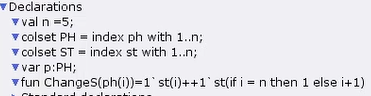 Declarations
val n =5;
colset PH = index ph with 1..n;
colset ST = index st with 1..n;
var p:PH;
fun ChangeS(ph(i))=1`st(i)++1`st(if i = n then 1 else i+1)
Standard declarations